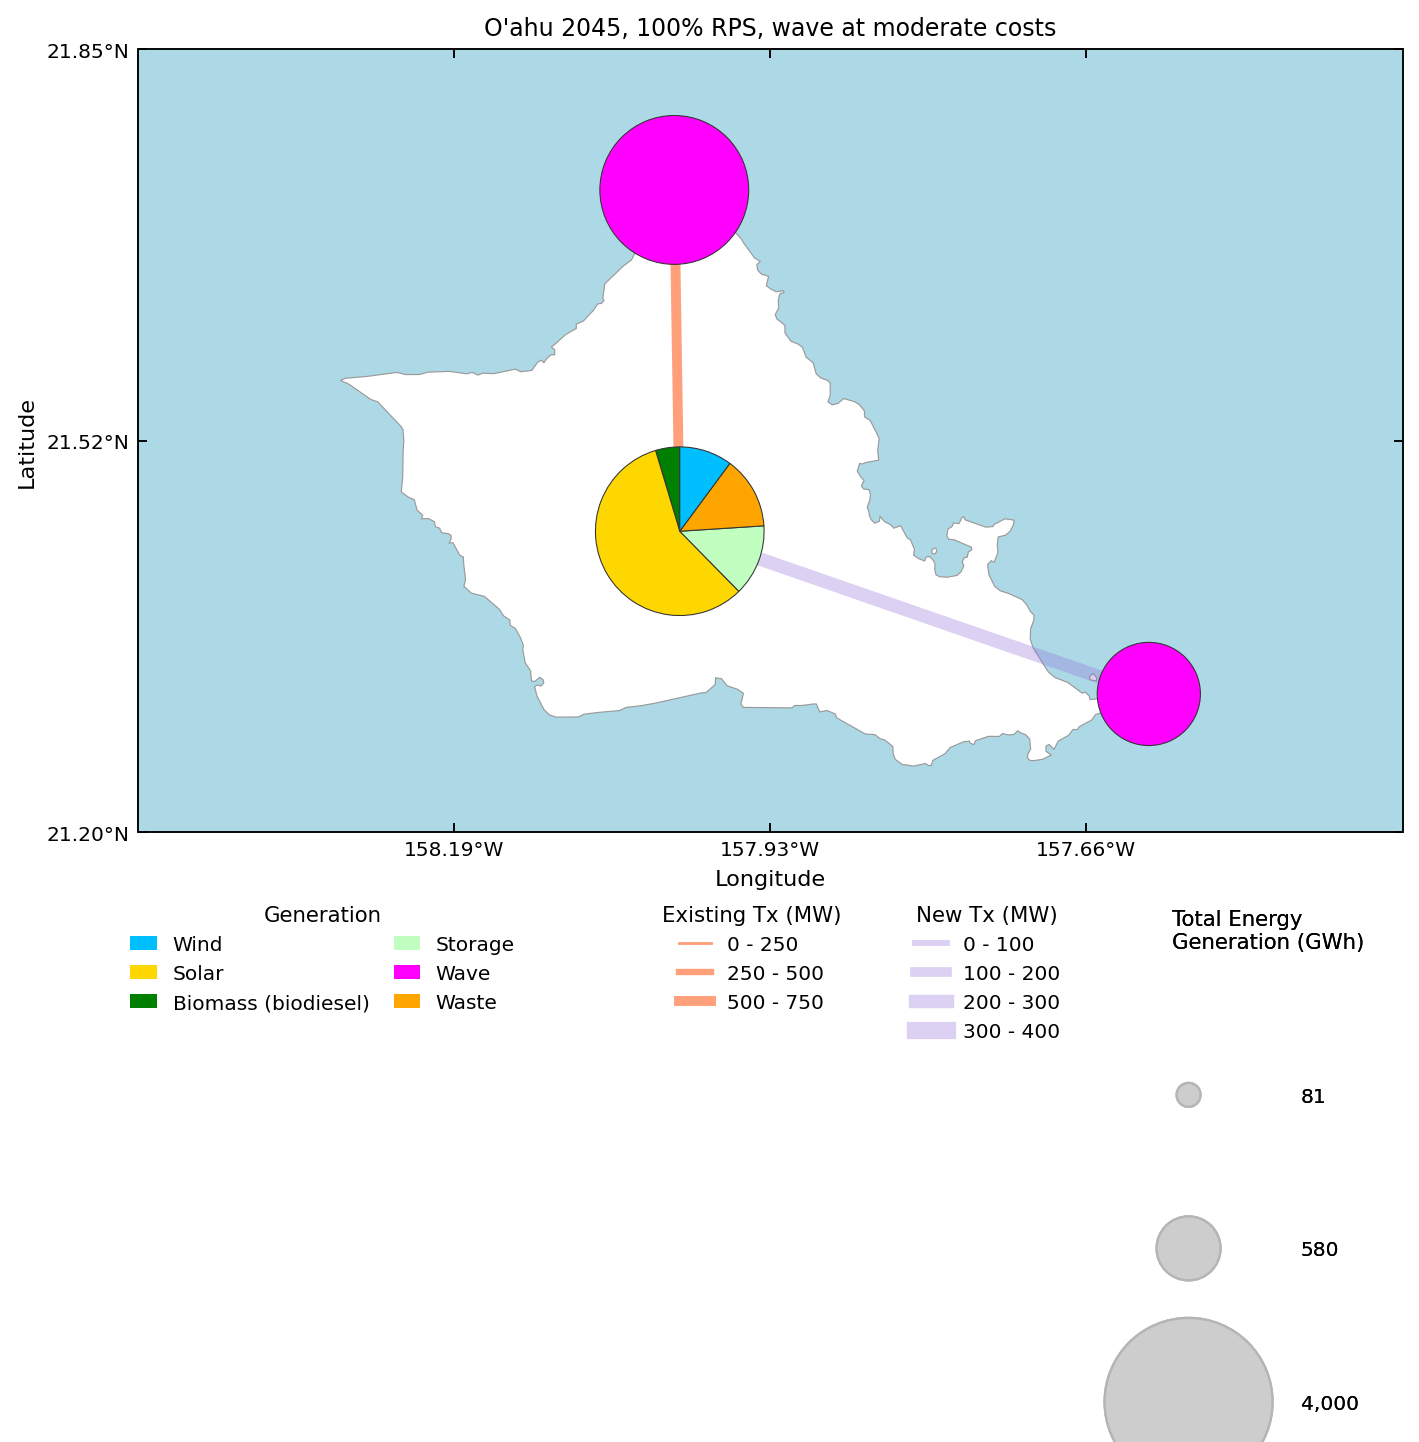 O'ahu 2045, 100% RPS, wave at moderate costs
21.85°N
21.52°N
21.20°N
Latitude
158.19°W
157.93°W
157.66°W
Longitude
Generation
Wind
Solar
Biomass (biodiesel)
Storage
Wave
Waste
Existing Tx (MW)
0 - 250
250 - 500
500 - 750
New Tx (MW)
0 - 100
100 - 200
200 - 300
300 - 400
Total Energy
Generation (GWh)
81
580
4,000